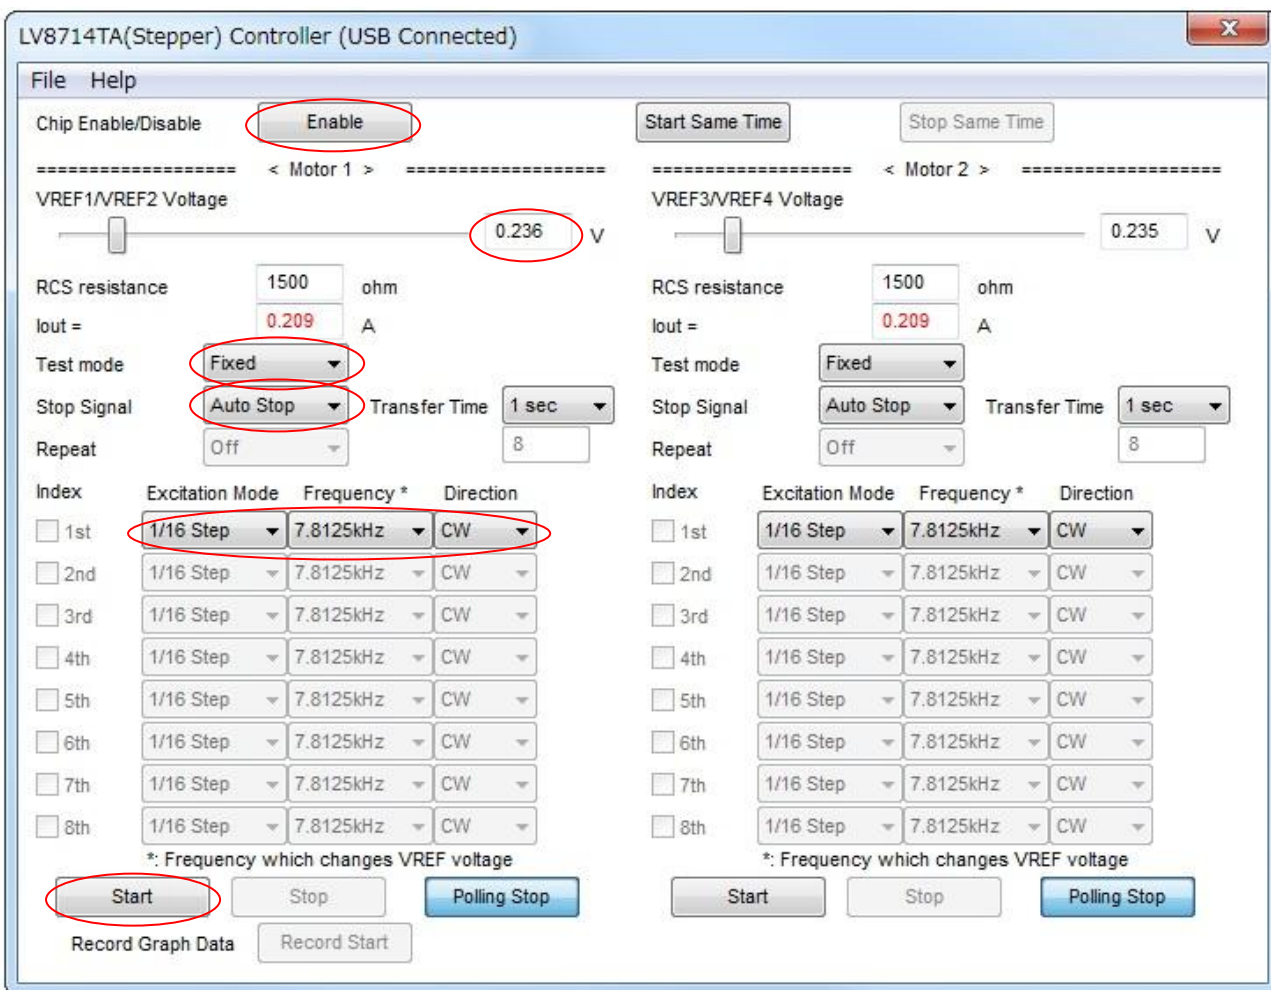 LV8714TA(Stepper) Controller (USB Connected)
File Help
Chip Enable/Disable Enable Start Same Time Stop Same Time
=================== < Motor 1 > =================== =================== < Motor 2 > ===================
VREF1/VREF2 Voltage VREF3/VREF4 Voltage
0.236 V 0.235 V
RCS resistance 1500 ohm RCS resistance 1500 ohm
Iout = 0.209 A Iout = 0.209 A
Test mode Fixed Test mode Fixed
Stop Signal Auto Stop Transfer Time 1 sec Stop Signal Auto Stop Transfer Time 1 sec
Repeat Off 8 Repeat Off 8
Index Excitation Mode Frequency * Direction Index Excitation Mode Frequency * Direction
1st 1/16 Step 7.8125kHz CW 1st 1/16 Step 7.8125kHz CW
2nd 1/16 Step 7.8125kHz CW 2nd 1/16 Step 7.8125kHz CW
3rd 1/16 Step 7.8125kHz CW 3rd 1/16 Step 7.8125kHz CW
4th 1/16 Step 7.8125kHz CW 4th 1/16 Step 7.8125kHz CW
5th 1/16 Step 7.8125kHz CW 5th 1/16 Step 7.8125kHz CW
6th 1/16 Step 7.8125kHz CW 6th 1/16 Step 7.8125kHz CW
7th 1/16 Step 7.8125kHz CW 7th 1/16 Step 7.8125kHz CW
8th 1/16 Step 7.8125kHz CW 8th 1/16 Step 7.8125kHz CW
*: Frequency which changes VREF voltage *: Frequency which changes VREF voltage
Start Stop Polling Stop Start Stop Polling Stop
Record Graph Data Record Start